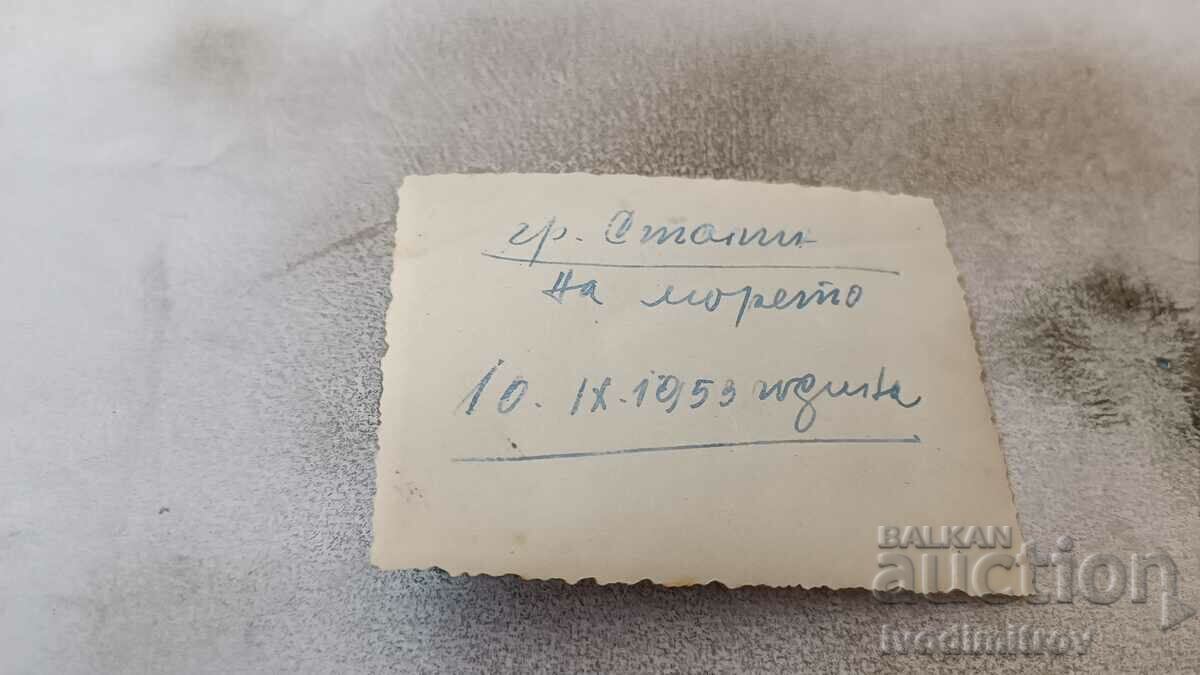 гр. Сталин
на морето
10. IX. 1953 година
BALKAN
auction
ivodimitrov